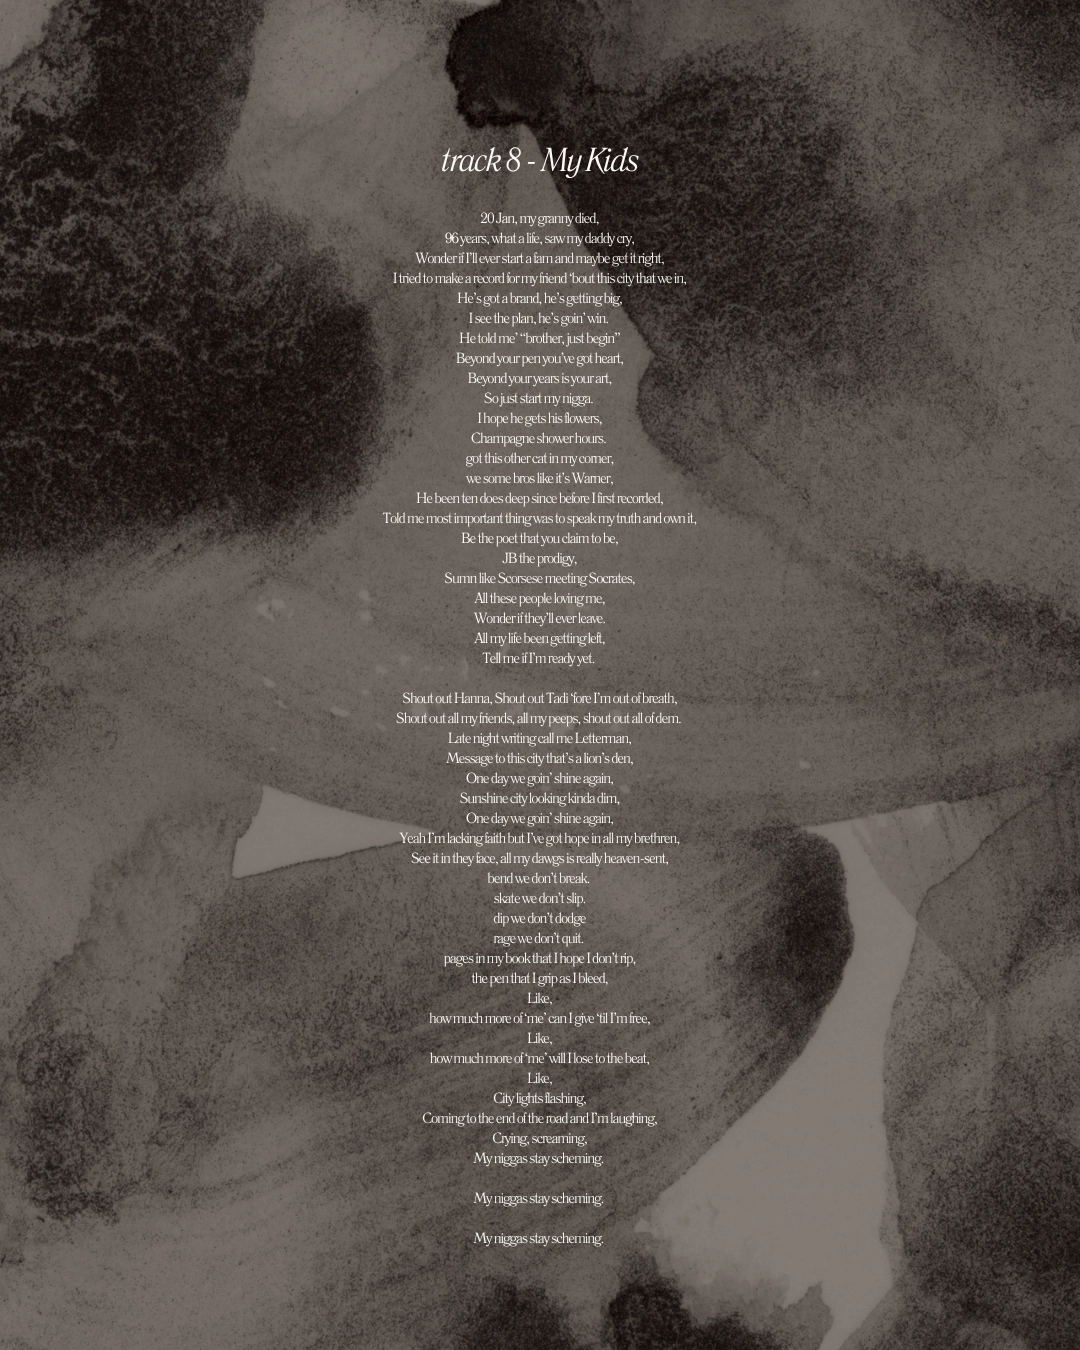 track 8 - My Kids
20 Jan, my granny died,
96 years, what a life, saw my daddy cry,
Wonder if I’ll ever start a fam and maybe get it right,
I tried to make a record for my friend ‘bout this city that we in,
He’s got a brand, he’s getting big,
I see the plan, he’s goin’ win.
He told me’ “brother, just begin”
Beyond your pen you’ve got heart,
Beyond your years is your art,
So just start my nigga.
I hope he gets his flowers,
Champagne shower hours.
got this other cat in my corner,
we some bros like it’s Warner,
He been ten does deep since before I first recorded,
Told me most important thing was to speak my truth and own it,
Be the poet that you claim to be,
JB the prodigy,
Sumn like Scorsese meeting Socrates,
All these people loving me,
Wonder if they’ll ever leave.
All my life been getting left,
Tell me if I’m ready yet.
Shout out Hanna, Shout out Tadi ‘fore I’m out of breath,
Shout out all my friends, all my peeps, shout out all of dem.
Late night writing call me Letterman,
Message to this city that’s a lion’s den,
One day we goin’ shine again,
Sunshine city looking kinda dim,
One day we goin’ shine again,
Yeah I’m lacking faith but I’ve got hope in all my brethren,
See it in they face, all my dawgs is really heaven-sent,
bend we don’t break.
skate we don’t slip.
dip we don’t dodge
rage we don’t quit.
pages in my book that I hope I don’t rip,
the pen that I grip as I bleed,
Like,
how much more of ‘me’ can I give ‘til I’m free,
Like,
how much more of ‘me’ will I lose to the beat,
Like,
City lights flashing,
Coming to the end of the road and I’m laughing,
Crying, screaming,
My niggas stay scheming.
My niggas stay scheming.
My niggas stay scheming.